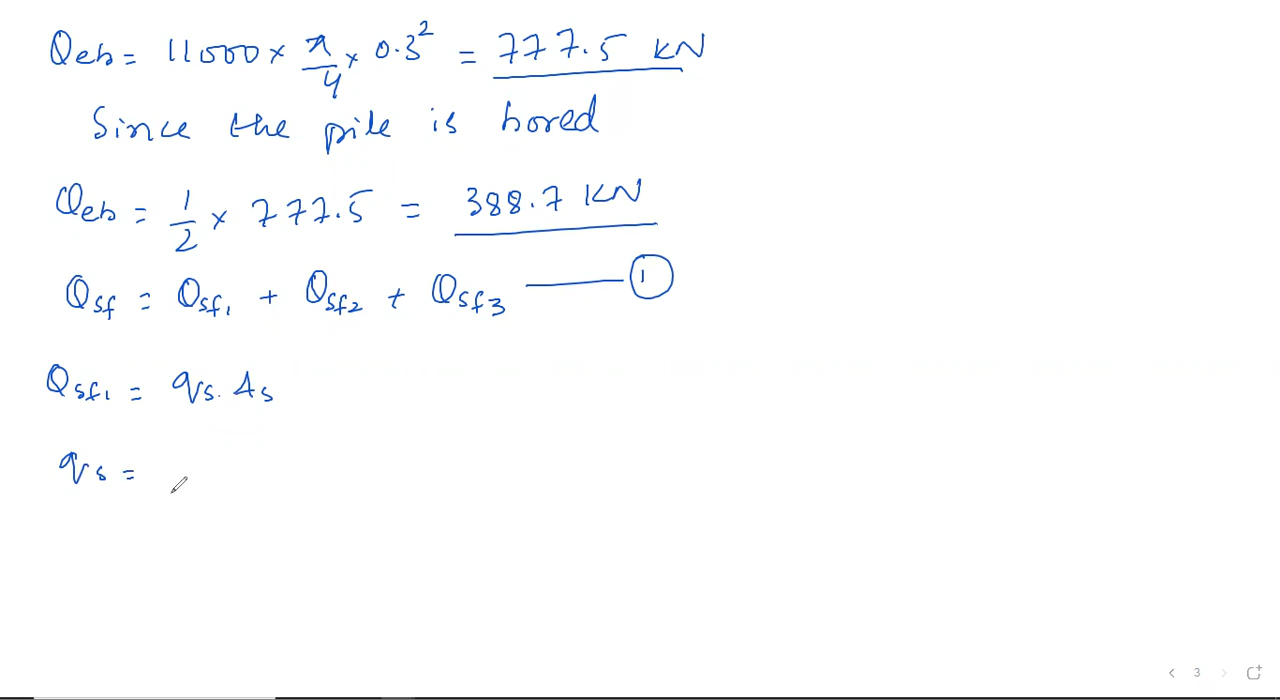 Qeb = 11000 × π/4 × 0.3² = 777.5 KN
Since the pile is bored
Qeb = 1/2 × 777.5 = 388.7 KN
Qsf = Qsf1 + Qsf2 + Qsf3 —— ①
Qsf1 = qs. As
qs =
3